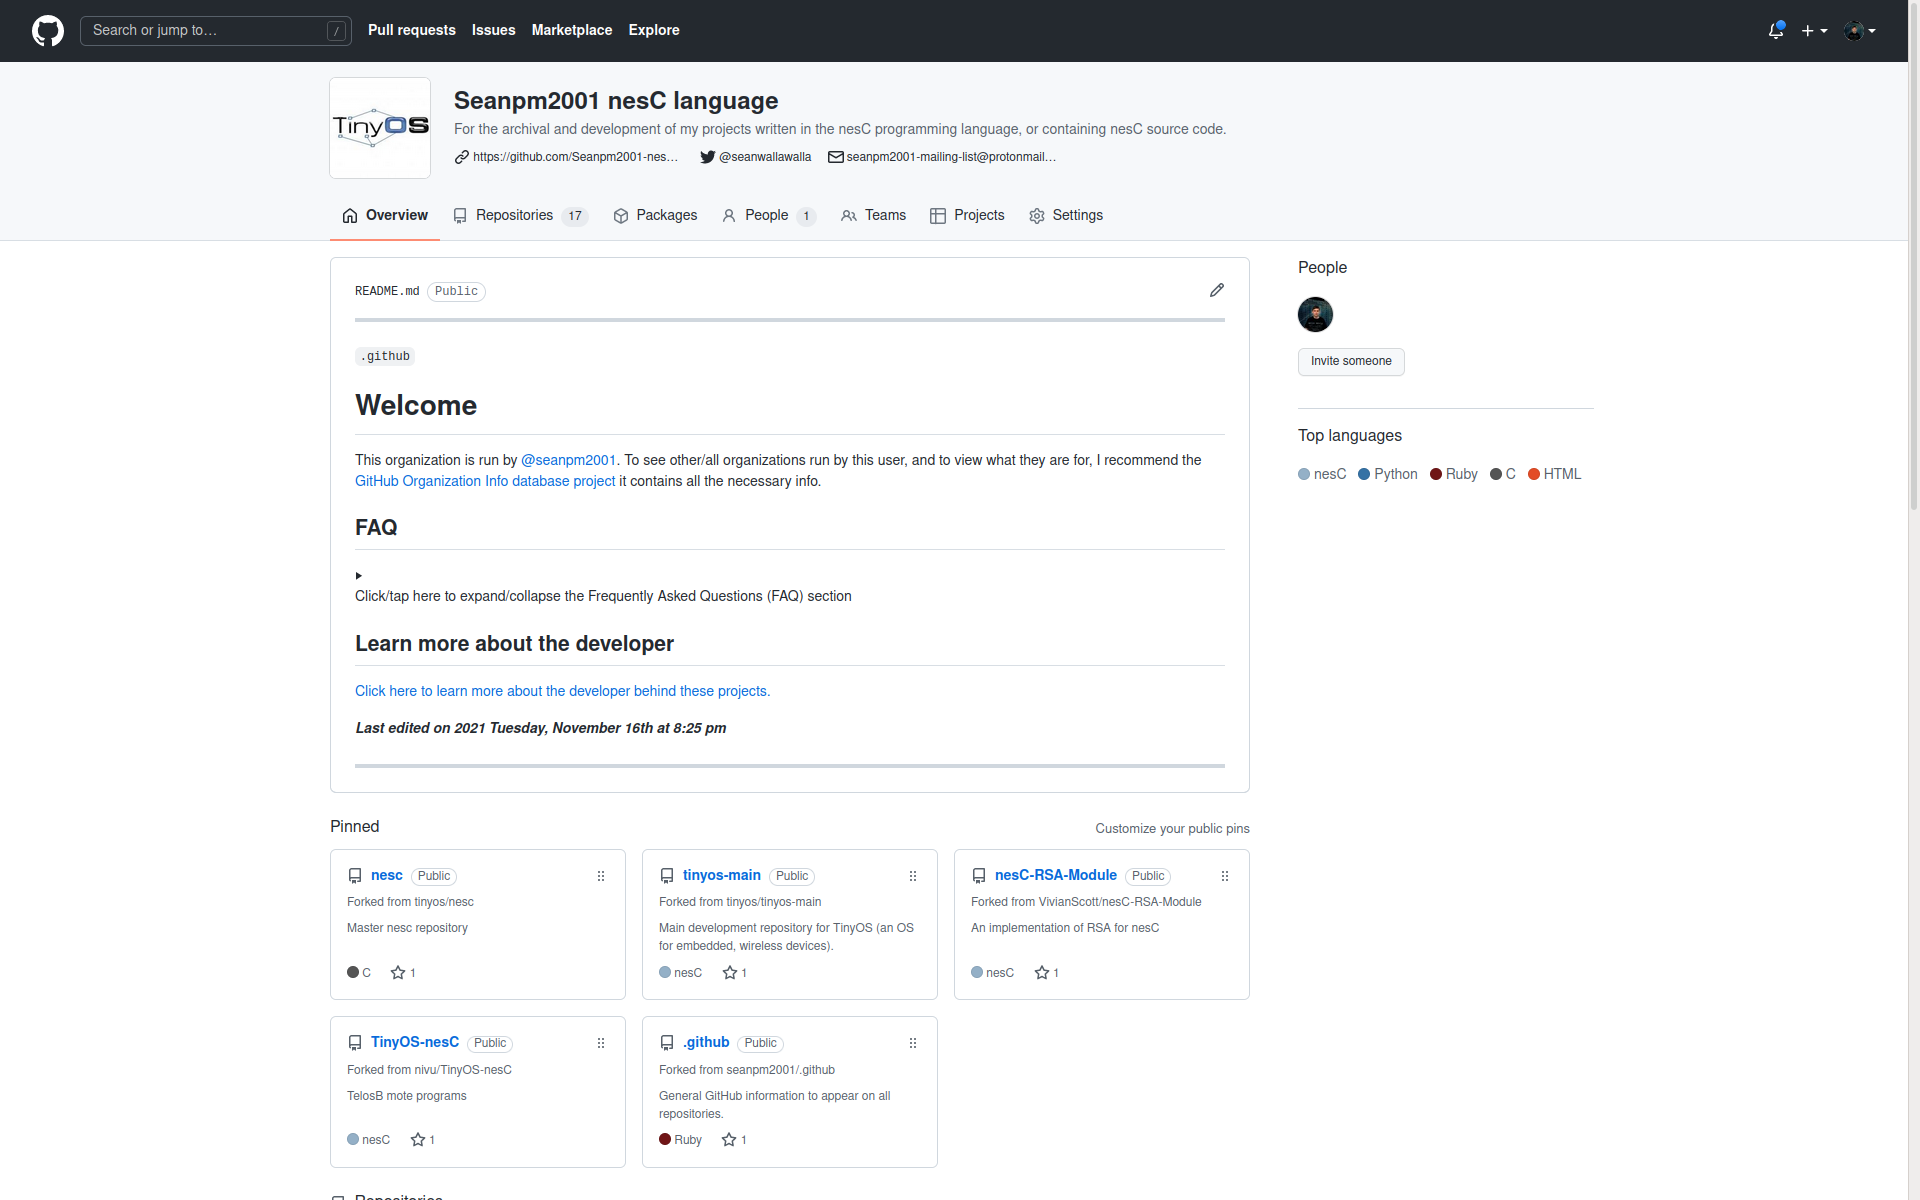 Search or jump to…
/
Pull requests
Issues
Marketplace
Explore
TinyOS
Seanpm2001 nesC language
For the archival and development of my projects written in the nesC programming language, or containing nesC source code.
https://github.com/Seanpm2001-nes…
@seanwallawalla
seanpm2001-mailing-list@protonmail…
Overview
Repositories 17
Packages
People 1
Teams
Projects
Settings
README.md Public
.github
Welcome
This organization is run by @seanpm2001. To see other/all organizations run by this user, and to view what they are for, I recommend the
GitHub Organization Info database project it contains all the necessary info.
FAQ
Click/tap here to expand/collapse the Frequently Asked Questions (FAQ) section
Learn more about the developer
Click here to learn more about the developer behind these projects.
Last edited on 2021 Tuesday, November 16th at 8:25 pm
People
Invite someone
Top languages
nesC Python Ruby C HTML
Pinned
Customize your public pins
nesc Public
Forked from tinyos/nesc
Master nesc repository
C 1
tinyos-main Public
Forked from tinyos/tinyos-main
Main development repository for TinyOS (an OS
for embedded, wireless devices).
nesC 1
nesC-RSA-Module Public
Forked from VivianScott/nesC-RSA-Module
An implementation of RSA for nesC
nesC 1
TinyOS-nesC Public
Forked from nivu/TinyOS-nesC
TelosB mote programs
nesC 1
.github Public
Forked from seanpm2001/.github
General GitHub information to appear on all
repositories.
Ruby 1
Repositories